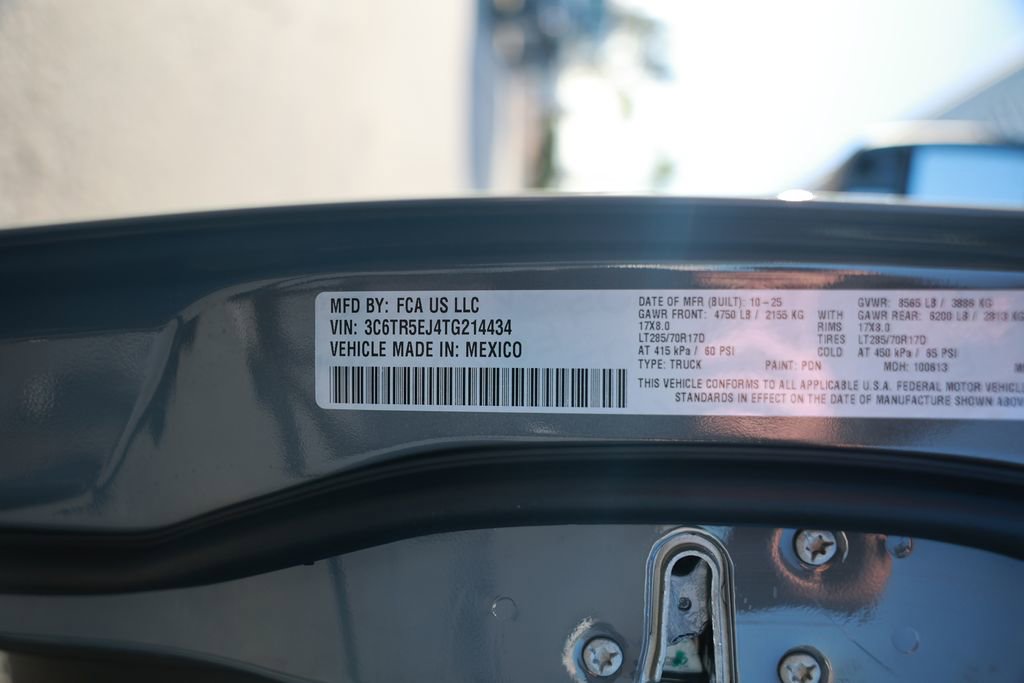 MFD BY: FCA US LLC
VIN: 3C6TR5EJ4TG214434
VEHICLE MADE IN: MEXICO
DATE OF MFR (BUILT): 10-25
GAWR FRONT: 4750 LB / 2155 KG
17X8.0
LT285/70R17D
AT 415 kPa / 60 PSI
TYPE: TRUCK
WITH
RIMS
TIRES
COLD
GVWR: 8565 LB / 3886 KG
GAWR REAR: 6200 LB / 2813 KG
17X8.0
LT285/70R17D
AT 450 kPa / 65 PSI
PAINT: PDN
MDH: 100613
THIS VEHICLE CONFORMS TO ALL APPLICABLE U.S.A. FEDERAL MOTOR
STANDARDS IN EFFECT ON THE DATE OF MANUFACTURE SHOWN